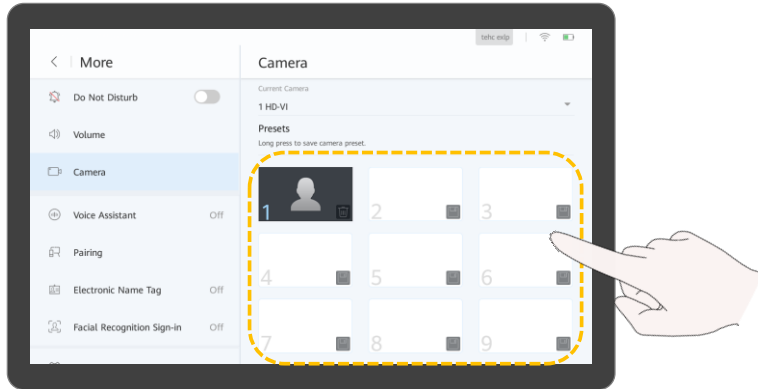 tehc exlp
More
Camera
Do Not Disturb
Volume
Camera
Voice Assistant Off
Pairing
Electronic Name Tag Off
Facial Recognition Sign-in Off
Current Camera
1 HD-VI
Presets
Long press to save camera preset.
1 2 3
4 5 6
7 8 9